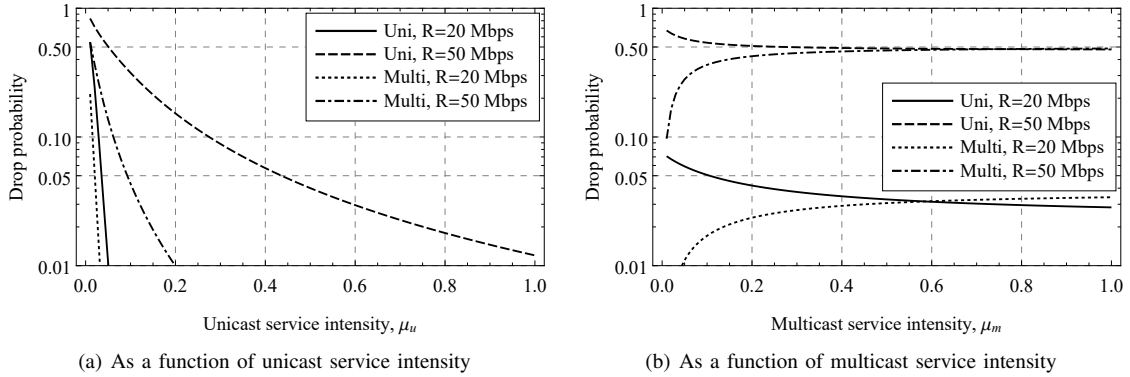 1
0.50
0.10
0.05
0.01
Drop probability
Uni, R=20 Mbps
Uni, R=50 Mbps
Multi, R=20 Mbps
Multi, R=50 Mbps
0.0 0.2 0.4 0.6 0.8 1.0
Unicast service intensity, μu
(a) As a function of unicast service intensity
1
0.50
0.10
0.05
0.01
Drop probability
Uni, R=20 Mbps
Uni, R=50 Mbps
Multi, R=20 Mbps
Multi, R=50 Mbps
0.0 0.2 0.4 0.6 0.8 1.0
Multicast service intensity, μm
(b) As a function of multicast service intensity